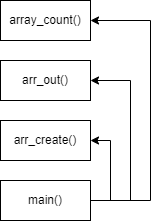 array_count()
arr_out()
arr_create()
main()